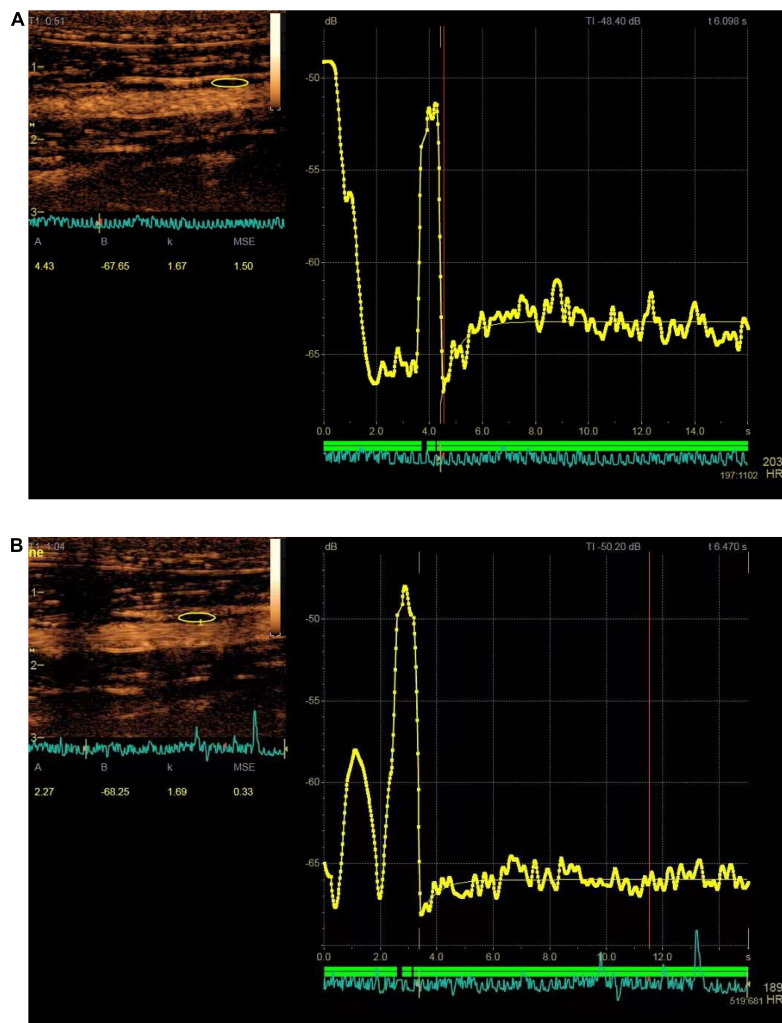 A
T1: 0:51
dB
TI -48.40 dB
t 6.098 s
-50
1
-55
2
-60
3
A B k MSE
4.43 -67.65 1.67 1.50
-65
0.0 2.0 4.0 6.0 8.0 10.0 12.0 14.0 s
203
197:1102 HR
B
ne
dB
TI -50.20 dB
t 6.470 s
1
-50
2
-55
3
A B k MSE
-60
2.27 -68.25 1.69 0.33
-65
0.0 2.0 4.0 6.0 8.0 10.0 12.0 s
189
519:681 HR